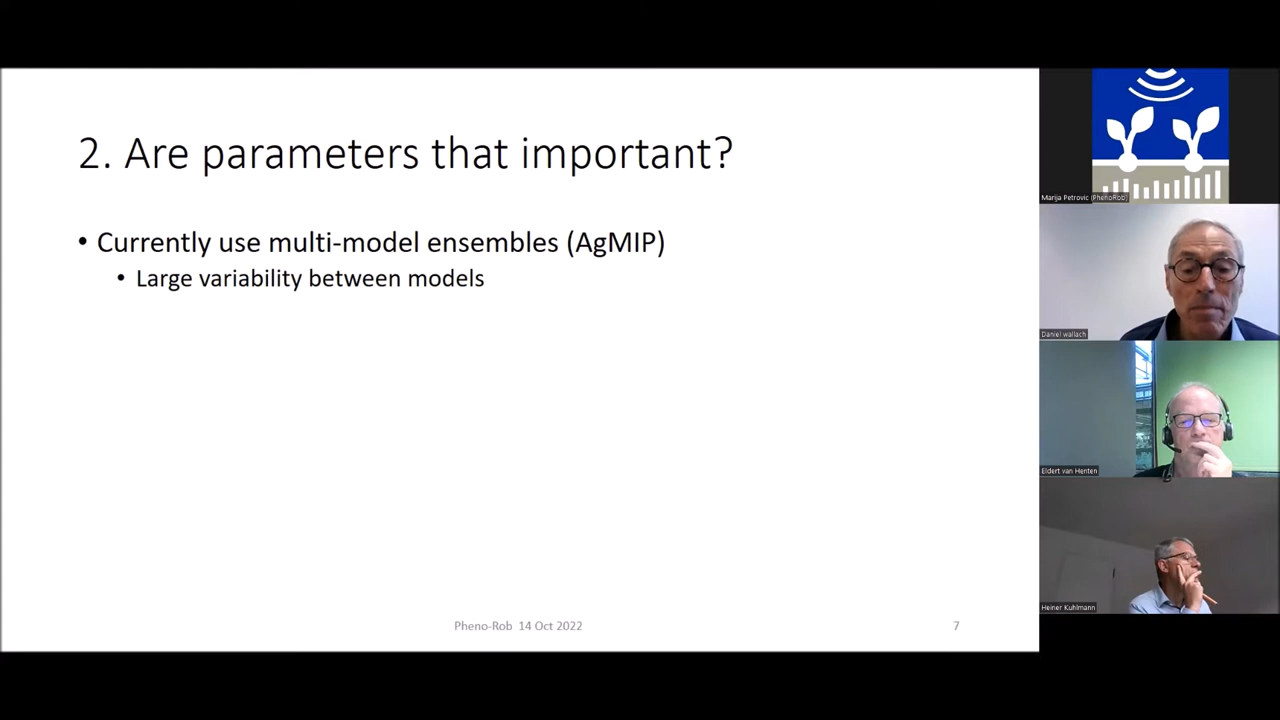 2. Are parameters that important?
• Currently use multi-model ensembles (AgMIP)
• Large variability between models
Pheno-Rob 14 Oct 2022
7
Marija Petrovic (PhenoRob)
Daniel wallach
Eldert van Henten
Heiner Kuhlmann